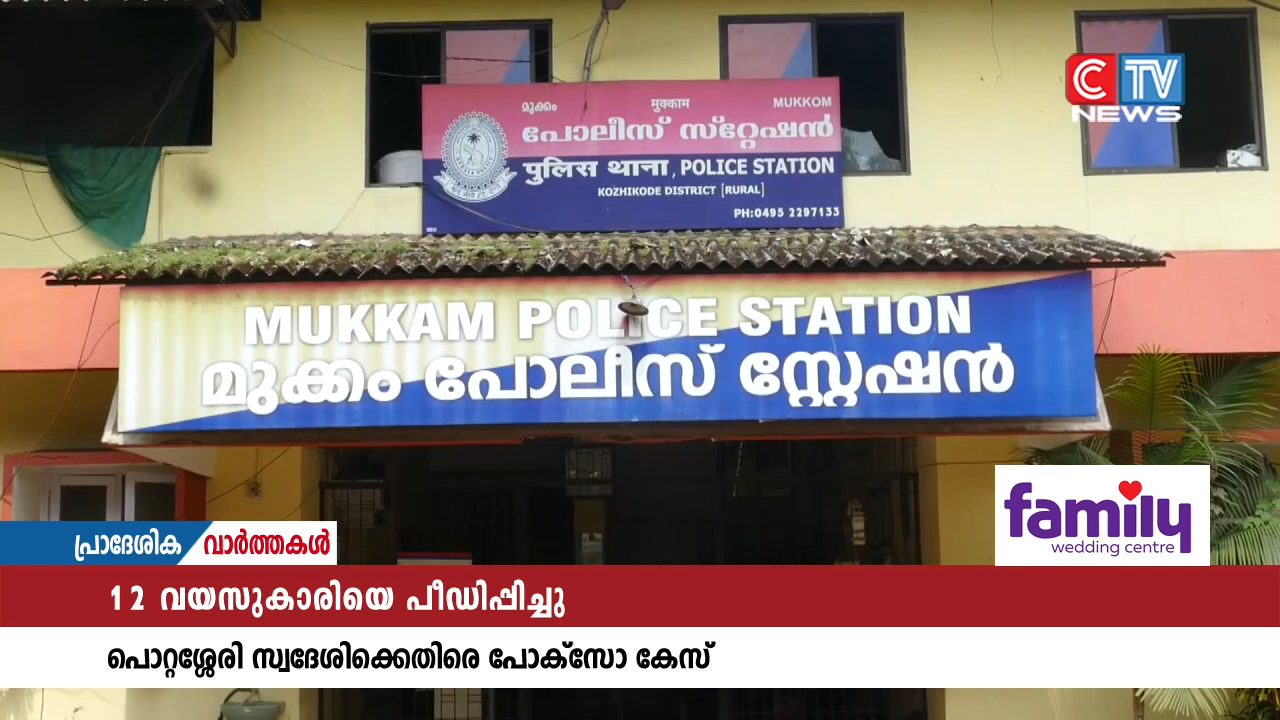 മുക്കം मुक्काम MUKKOM
പോലീസ് സ്റ്റേഷൻ
पुलिस थाना, POLICE STATION
KOZHIKODE DISTRICT [RURAL]
PH:0495 2297133
CTV
NEWS
MUKKAM POLICE STATION
മുക്കം പോലീസ് സ്റ്റേഷൻ
family
wedding centre
പ്രാദേശിക വാർത്തകൾ
12 വയസുകാരിയെ പീഡിപ്പിച്ചു
പൊറ്റശ്ശേരി സ്വദേശിക്കെതിരെ പോക്സോ കേസ്